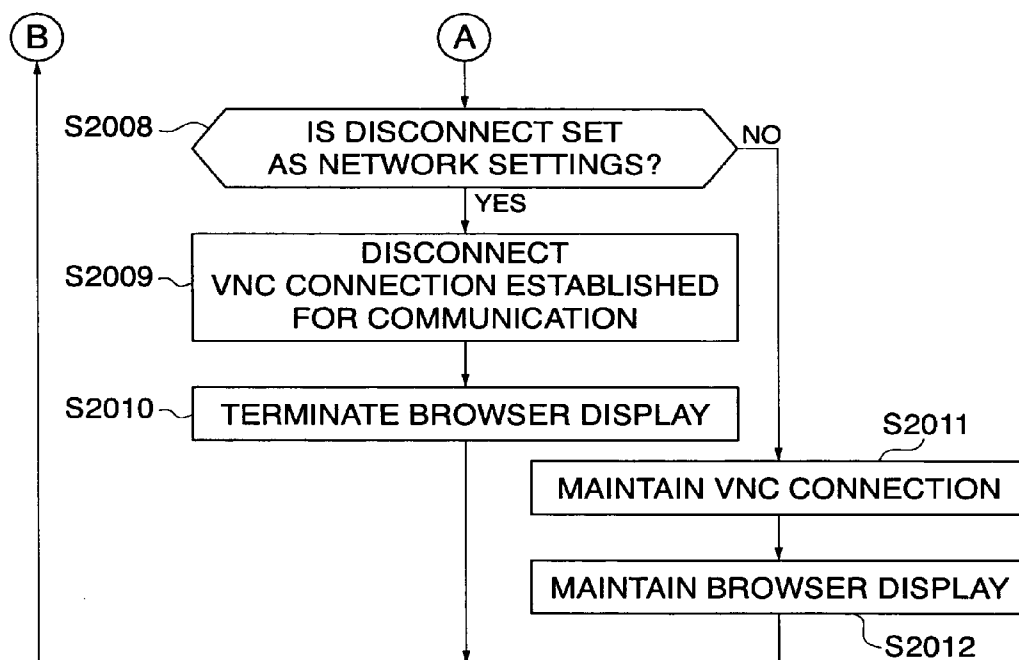 B
A
S2008
IS DISCONNECT SET
AS NETWORK SETTINGS?
NO
YES
S2009
DISCONNECT
VNC CONNECTION ESTABLISHED
FOR COMMUNICATION
S2010
TERMINATE BROWSER DISPLAY
S2011
MAINTAIN VNC CONNECTION
MAINTAIN BROWSER DISPLAY
S2012